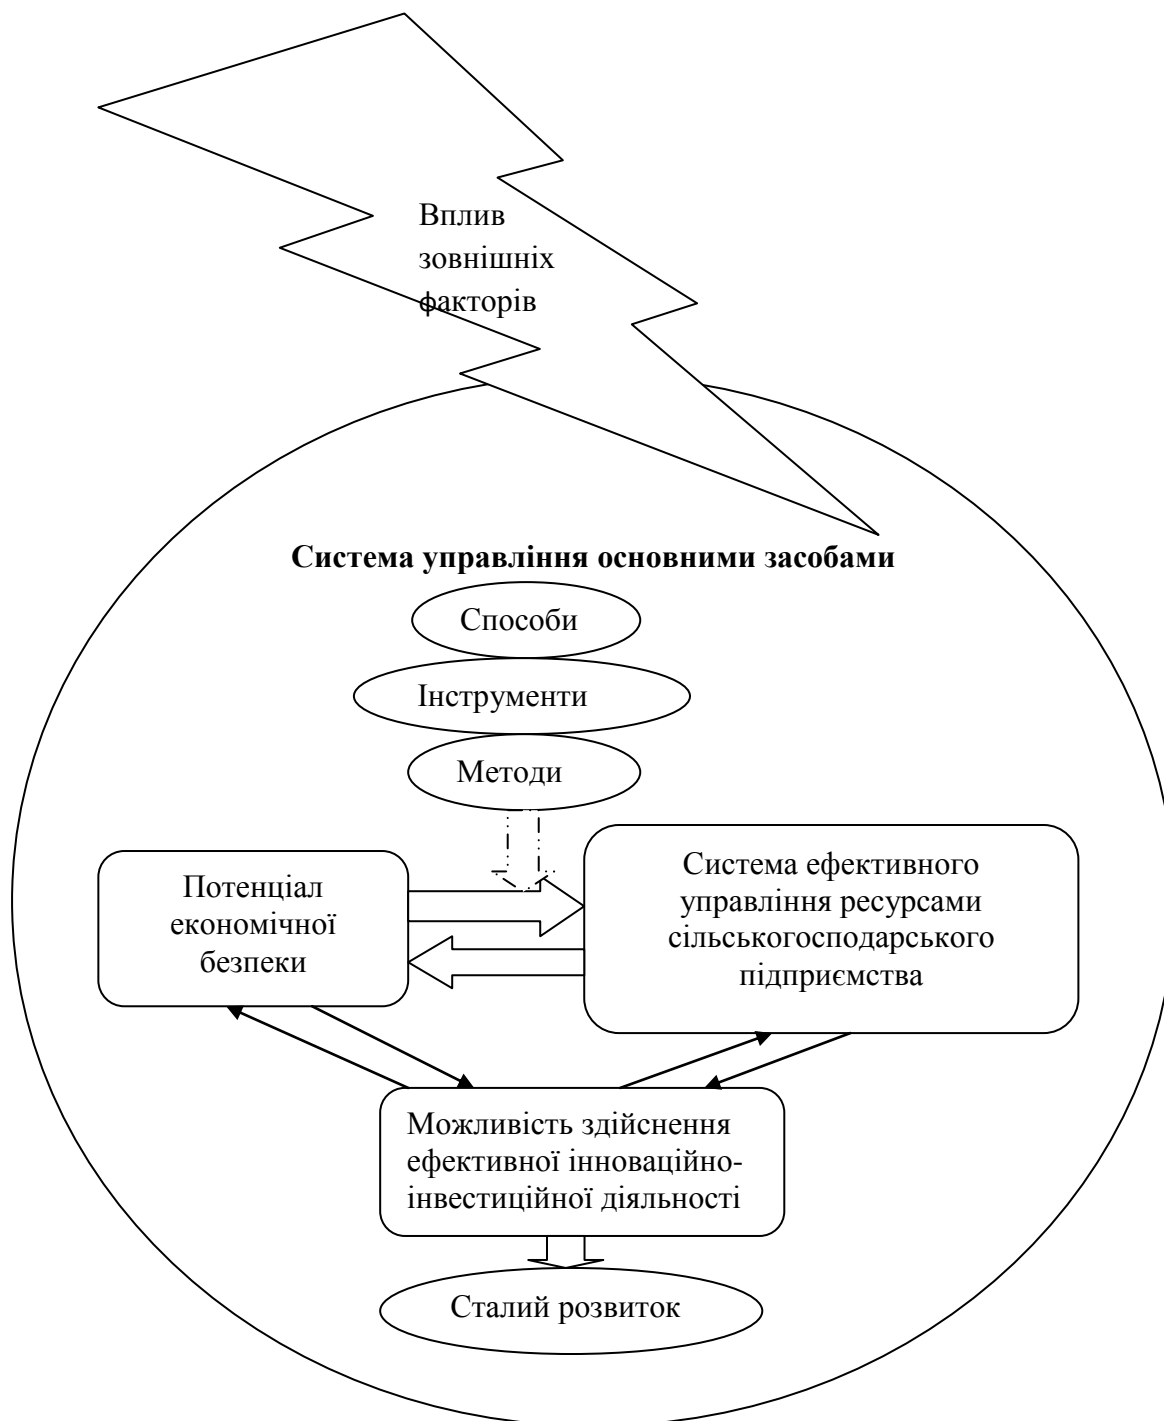 Вплив
зовнішніх
факторів
Система управління основними засобами
Способи
Інструменти
Методи
Потенціал
економічної
безпеки
Система ефективного
управління ресурсами
сільськогосподарського
підприємства
Можливість здійснення
ефективної інноваційно-
інвестиційної діяльності
Сталий розвиток